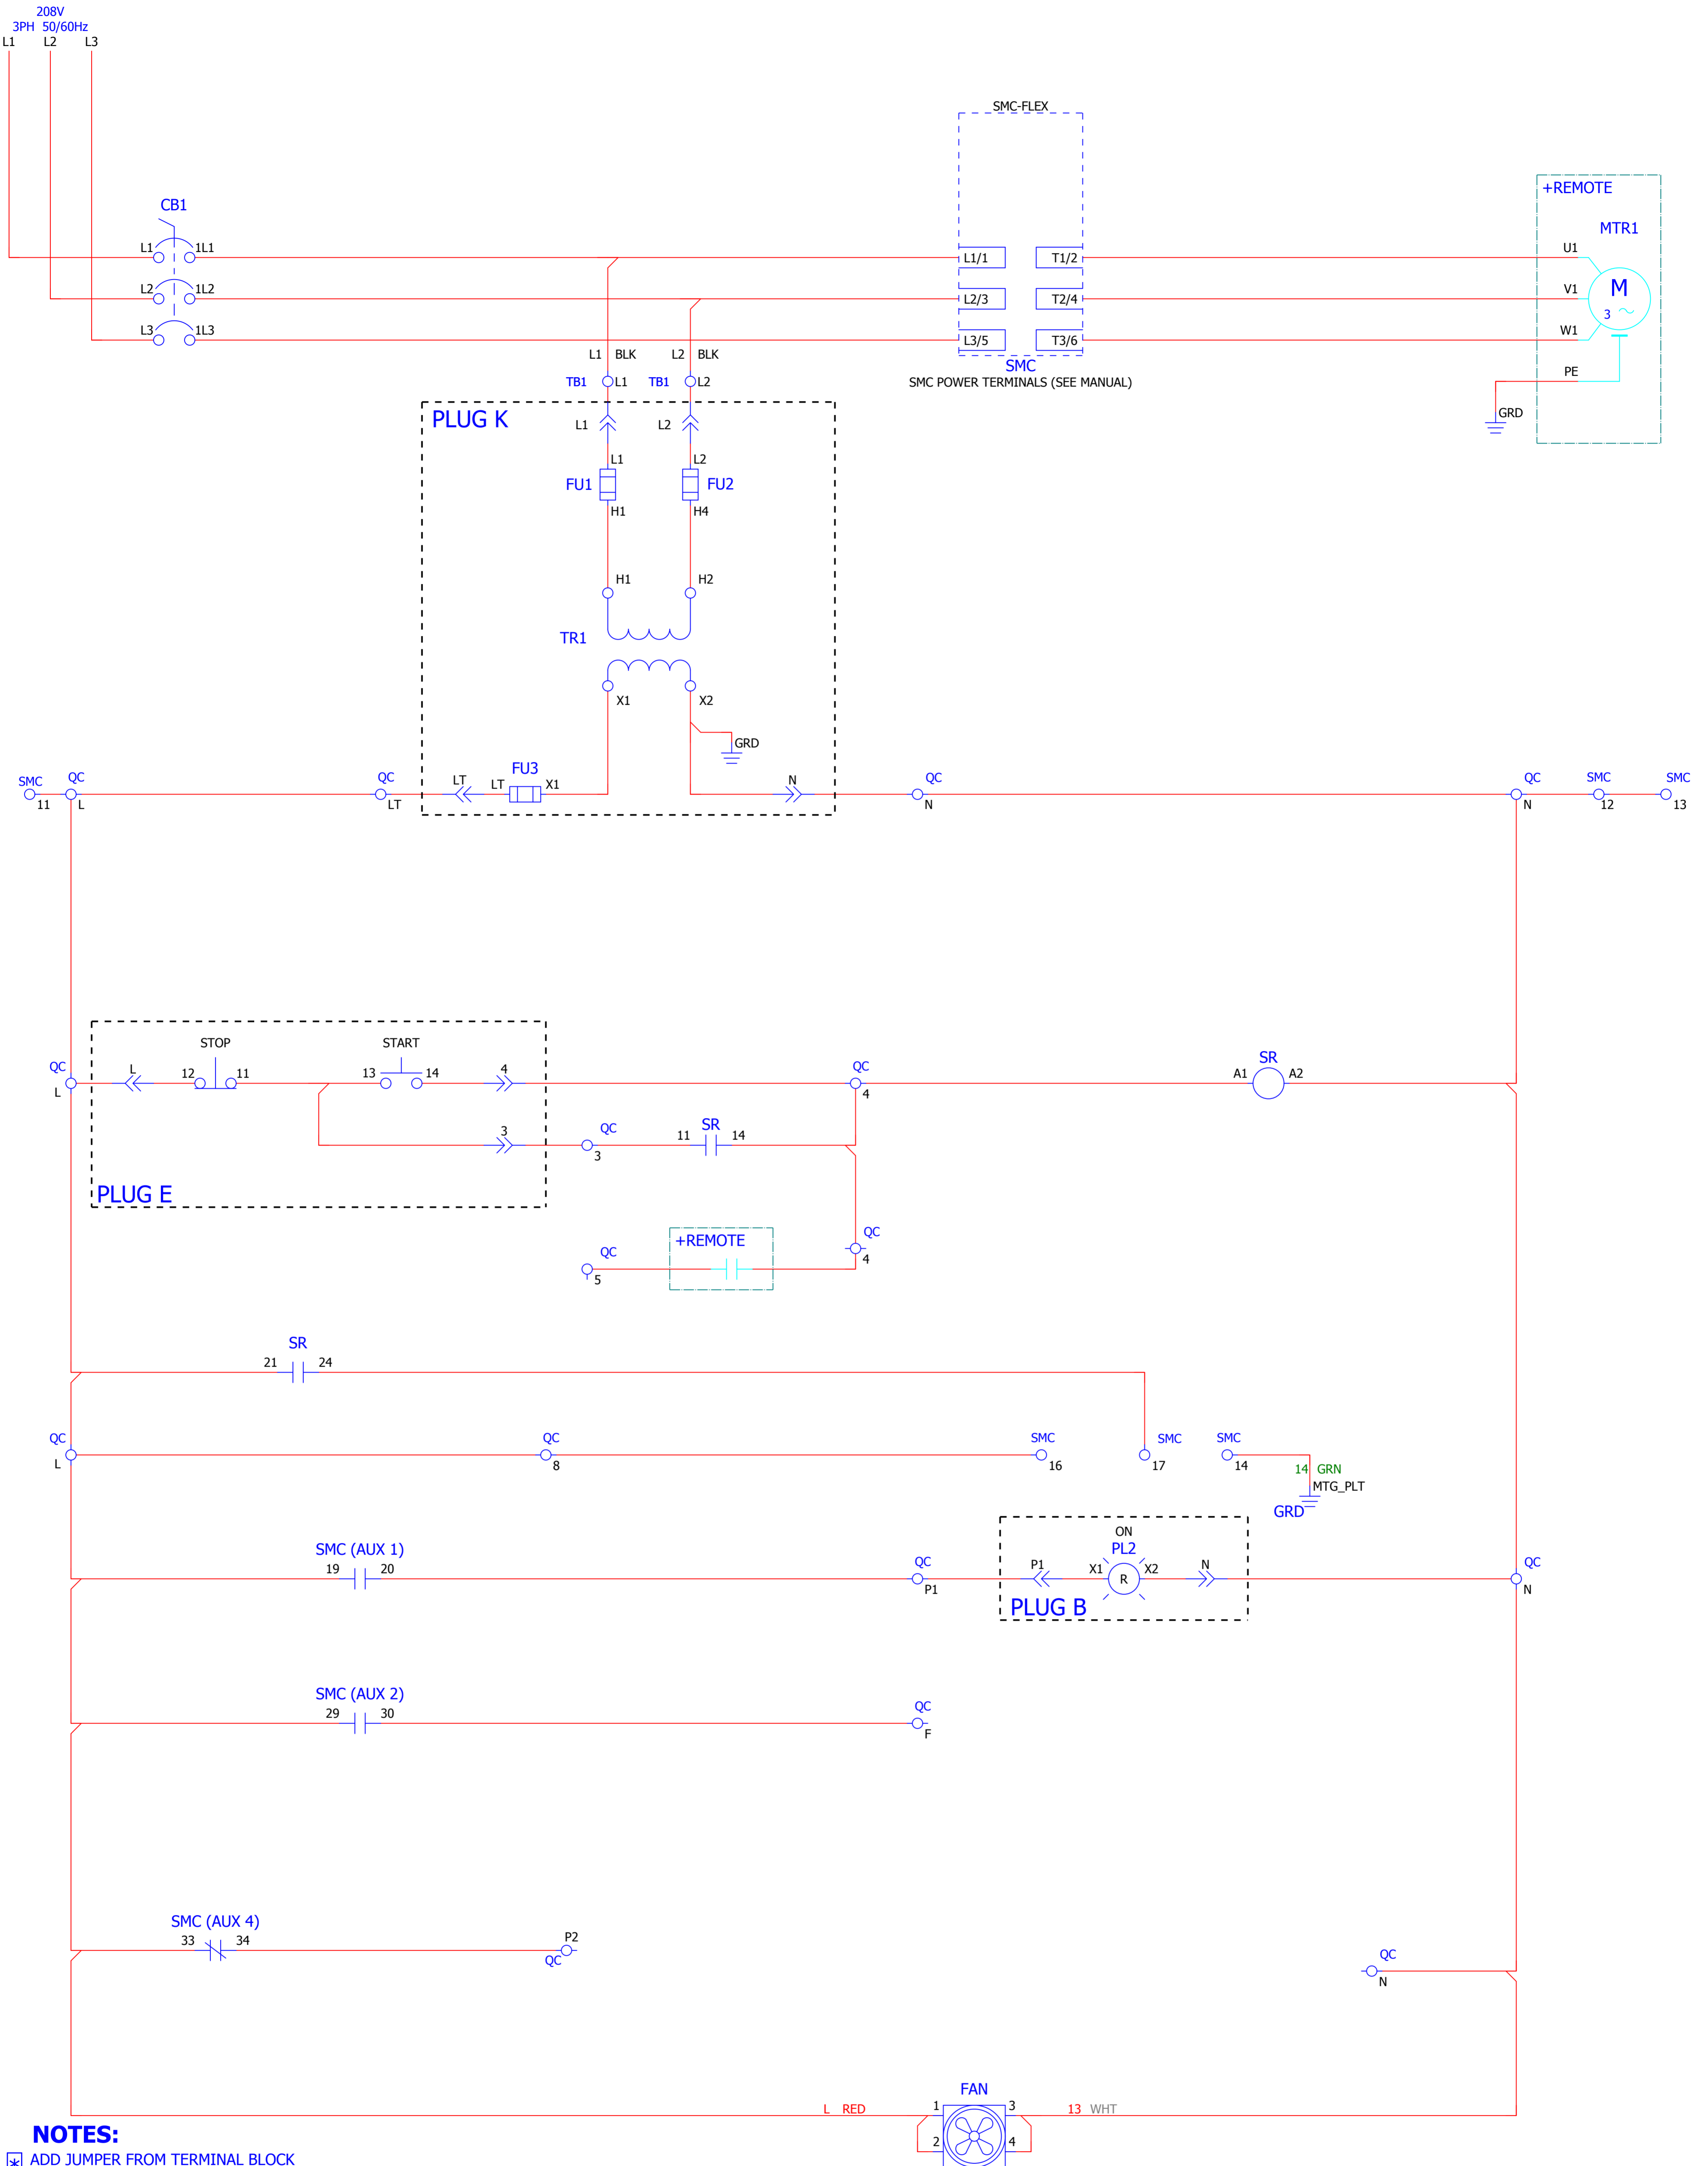 208V
3PH 50/60Hz
L1 L2 L3
SMC-FLEX
+REMOTE
CB1
MTR1
L1 1L1
L1/1 T1/2
U1
L2 1L2
L2/3 T2/4
V1
M
3
L3 1L3
L3/5 T3/6
W1
SMC
SMC POWER TERMINALS (SEE MANUAL)
L1 BLK L2 BLK
TB1 L1 TB1 L2
PE
GRD
PLUG K
L1 L2
L1 L2
FU1 FU2
H1 H4
H1 H2
TR1
X1 X2
GRD
SMC QC QC LT LT FU3 X1 N QC QC SMC SMC
11 L LT N N 12 13
STOP START
QC L 12 11 13 14 4 QC A1 SR A2
L 4
3 QC 11 SR 14
3
PLUG E
+REMOTE
QC QC
5 4
SR
21 24
QC QC SMC SMC SMC
L 8 16 17 14
14 GRN
MTG_PLT
GRD
SMC (AUX 1)
19 20
ON
PL2
QC P1 X1 R X2 N QC
P1 N
PLUG B
SMC (AUX 2)
29 30
QC
F
SMC (AUX 4)
33 34
P2
QC
QC
N
FAN
L RED 1 3 13 WHT
2 4
NOTES:
* ADD JUMPER FROM TERMINAL BLOCK